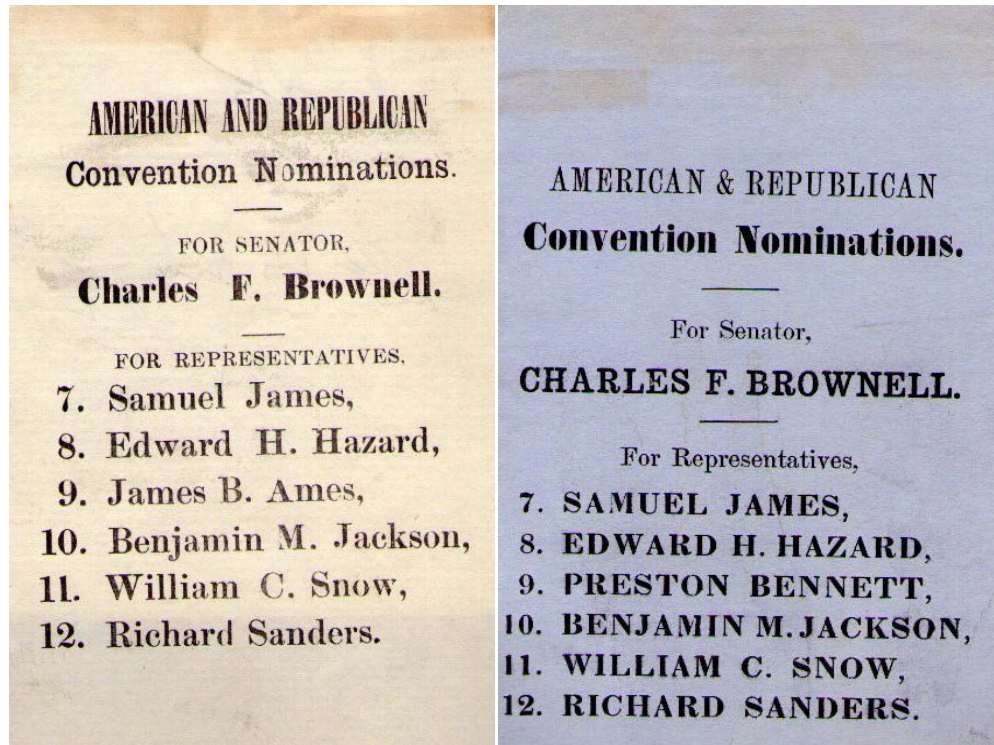 AMERICAN AND REPUBLICAN
Convention Nominations.
FOR SENATOR,
Charles F. Brownell.
FOR REPRESENTATIVES,
7. Samuel James,
8. Edward H. Hazard,
9. James B. Ames,
10. Benjamin M. Jackson,
11. William C. Snow,
12. Richard Sanders.
AMERICAN & REPUBLICAN
Convention Nominations.
For Senator,
CHARLES F. BROWNELL.
For Representatives,
7. SAMUEL JAMES,
8. EDWARD H. HAZARD,
9. PRESTON BENNETT,
10. BENJAMIN M. JACKSON,
11. WILLIAM C. SNOW,
12. RICHARD SANDERS.